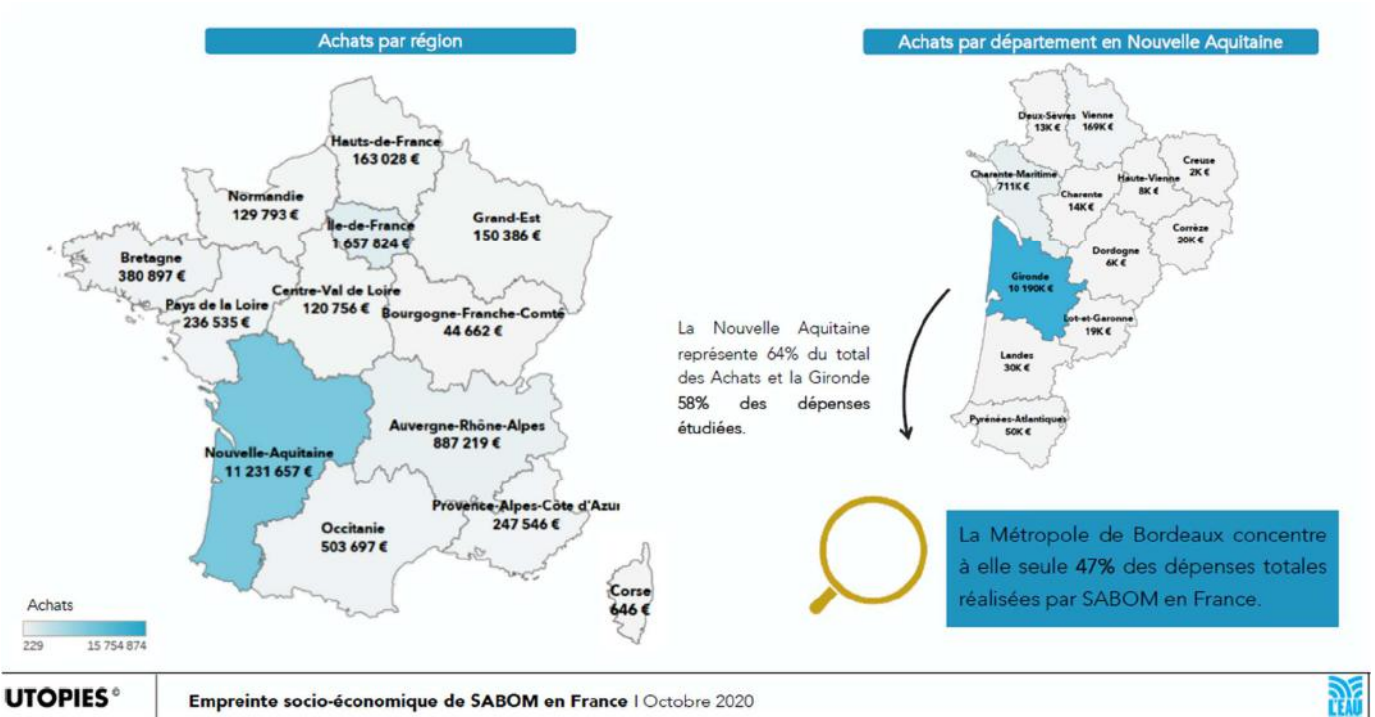 Achats par région
Achats par département en Nouvelle Aquitaine
Hauts-de-France
163 028 €
Normandie
129 793 €
Île-de-France
1 657 824 €
Grand-Est
150 386 €
Bretagne
380 897 €
Pays de la Loire
236 535 €
Centre-Val de Loire
120 756 €
Bourgogne-Franche-Comté
44 662 €
Nouvelle-Aquitaine
11 231 657 €
Auvergne-Rhône-Alpes
887 219 €
Occitanie
503 697 €
Provence-Alpes-Côte d'Azur
247 546 €
Corse
646 €
Achats
229
15 754 874
Deux-Sèvres
13K €
Vienne
169K €
Charente-Maritime
711K €
Charente
14K €
Haute-Vienne
8K €
Creuse
2K €
Corrèze
20K €
Dordogne
6K €
Gironde
10 190K €
Lot-et-Garonne
19K €
Landes
30K €
Pyrénées-Atlantiques
50K €
La Nouvelle Aquitaine
représente 64% du total
des Achats et la Gironde
58% des dépenses
étudiées.
La Métropole de Bordeaux concentre
à elle seule 47% des dépenses totales
réalisées par SABOM en France.
UTOPIES©
Empreinte socio-économique de SABOM en France I Octobre 2020
L'EAU